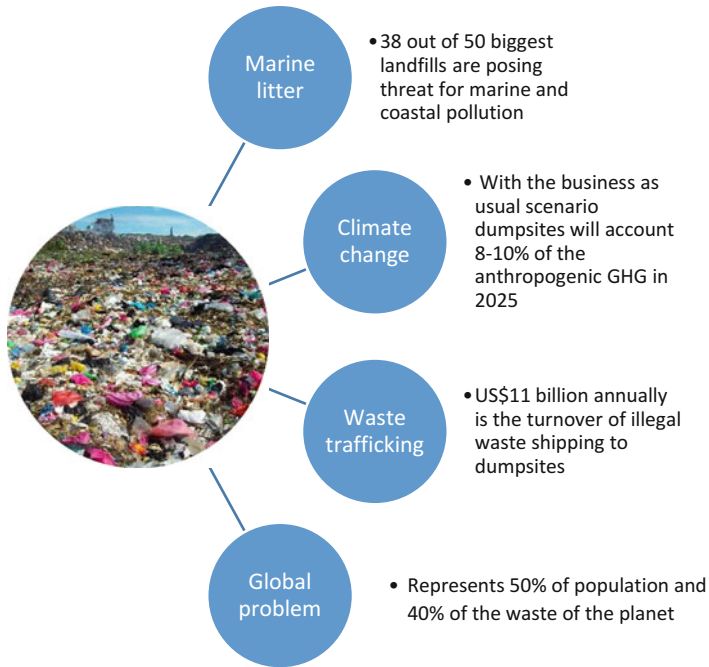 Marine
litter
•38 out of 50 biggest
landfills are posing
threat for marine and
coastal pollution
Climate
change
• With the business as
usual scenario
dumpsites will account
8-10% of the
anthropogenic GHG in
2025
Waste
trafficking
•US$11 billion annually
is the turnover of illegal
waste shipping to
dumpsites
Global
problem
• Represents 50% of population and
40% of the waste of the planet